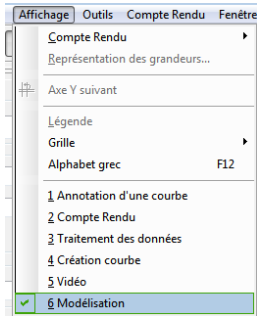 Affichage Outils Compte Rendu Fenêtre
Compte Rendu
Représentation des grandeurs...
Axe Y suivant
Légende
Grille
Alphabet grec F12
1 Annotation d'une courbe
2 Compte Rendu
3 Traitement des données
4 Création courbe
5 Vidéo
6 Modélisation